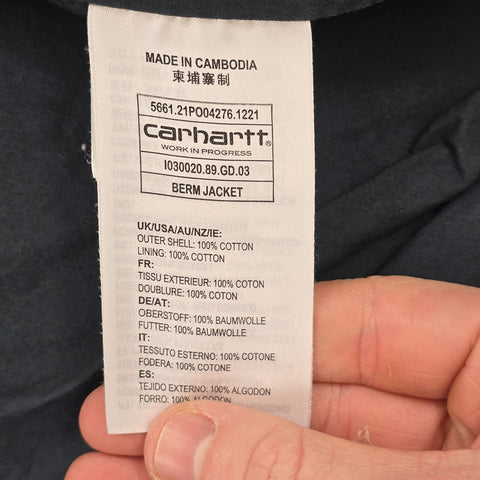 MADE IN CAMBODIA
柬埔寨制
5661.21PO04276.1221
carhartt®
WORK IN PROGRESS
I030020.89.GD.03
BERM JACKET
UK/USA/AU/NZ/IE:
OUTER SHELL: 100% COTTON
LINING: 100% COTTON
FR:
TISSU EXTERIEUR: 100% COTON
DOUBLURE: 100% COTON
DE/AT:
OBERSTOFF: 100% BAUMWOLLE
FUTTER: 100% BAUMWOLLE
IT:
TESSUTO ESTERNO: 100% COTONE
FODERA: 100% COTONE
ES:
TEJIDO EXTERNO: 100% ALGODON
FORRO: 100% ALGODON